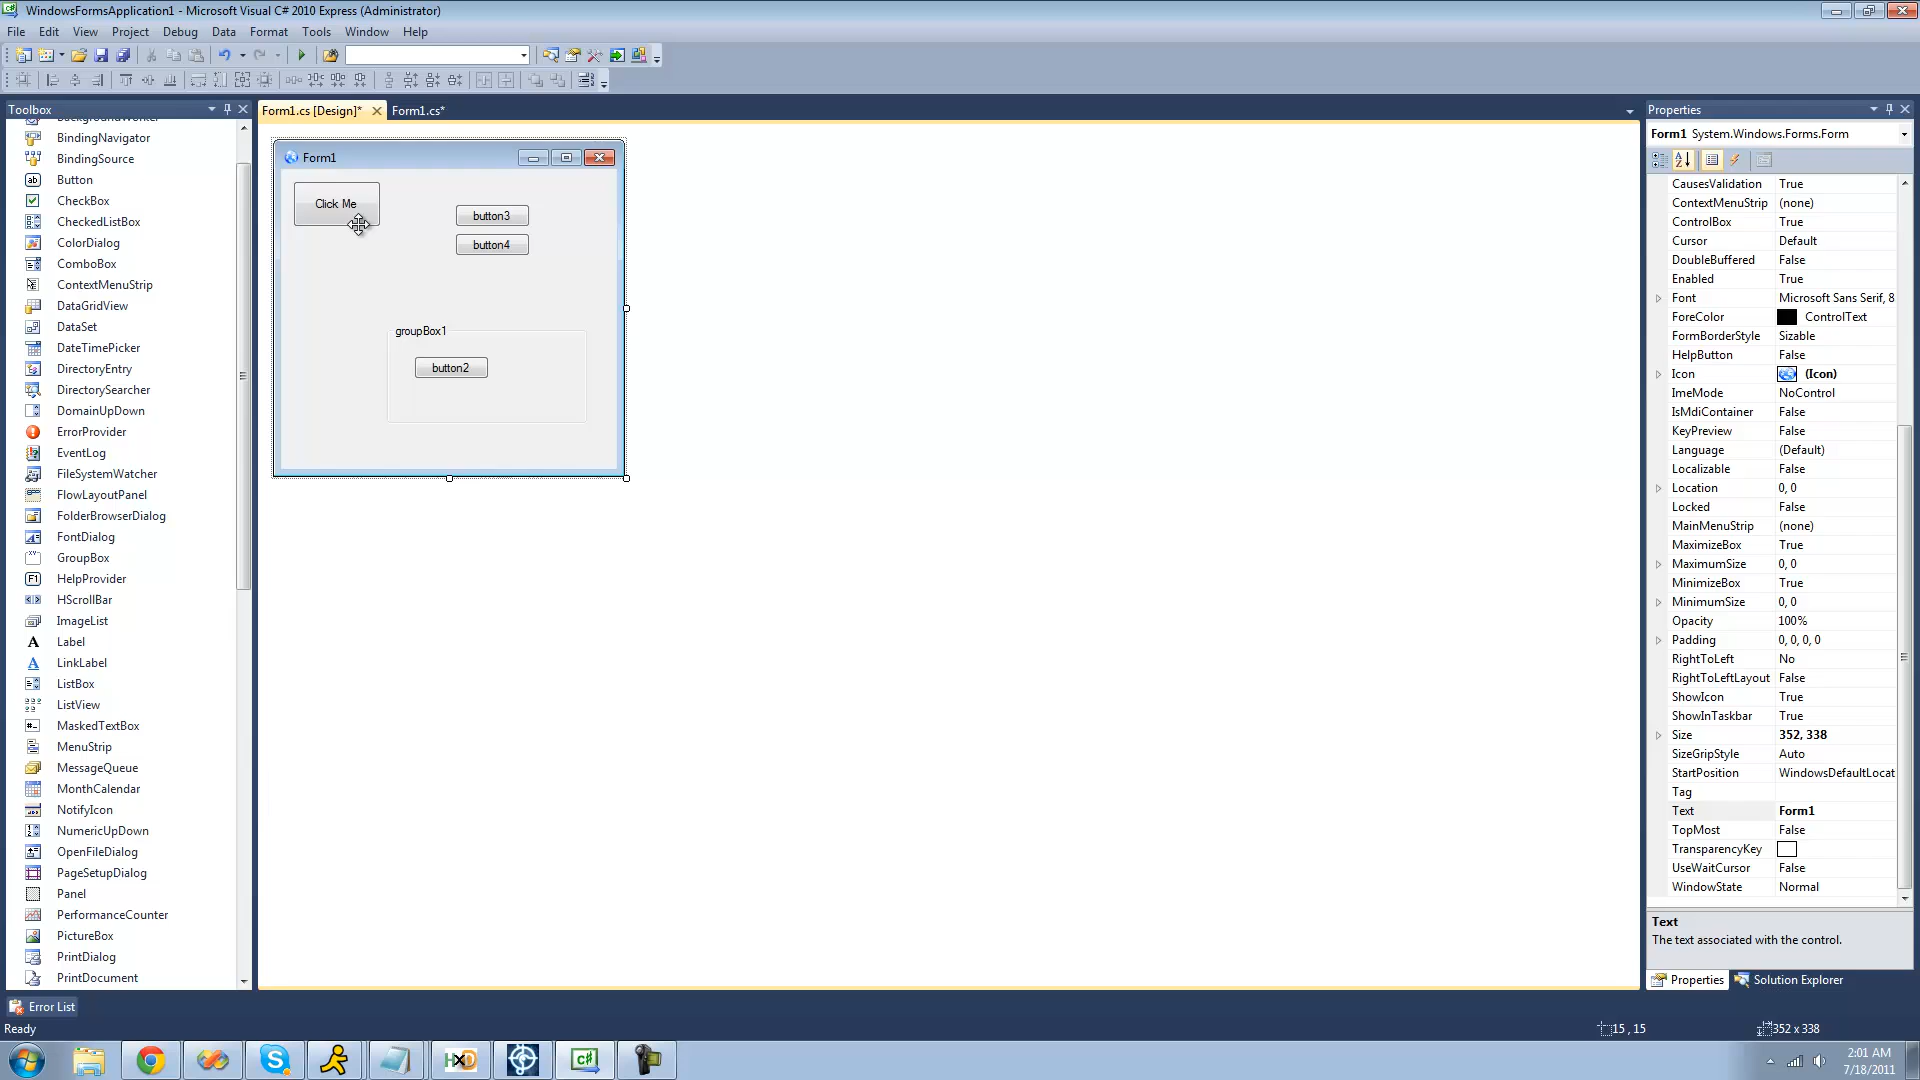 WindowsFormsApplication1 - Microsoft Visual C# 2010 Express (Administrator)
File Edit View Project Debug Data Format Tools Window Help
Toolbox
BackgroundWorker
BindingNavigator
BindingSource
Button
CheckBox
CheckedListBox
ColorDialog
ComboBox
ContextMenuStrip
DataGridView
DataSet
DateTimePicker
DirectoryEntry
DirectorySearcher
DomainUpDown
ErrorProvider
EventLog
FileSystemWatcher
FlowLayoutPanel
FolderBrowserDialog
FontDialog
GroupBox
HelpProvider
HScrollBar
ImageList
Label
LinkLabel
ListBox
ListView
MaskedTextBox
MenuStrip
MessageQueue
MonthCalendar
NotifyIcon
NumericUpDown
OpenFileDialog
PageSetupDialog
Panel
PerformanceCounter
PictureBox
PrintDialog
PrintDocument
Form1.cs [Design]* Form1.cs*
Form1
Click Me
button3
button4
groupBox1
button2
Properties
Form1 System.Windows.Forms.Form
CausesValidation True
ContextMenuStrip (none)
ControlBox True
Cursor Default
DoubleBuffered False
Enabled True
Font Microsoft Sans Serif, 8
ForeColor ControlText
FormBorderStyle Sizable
HelpButton False
Icon (Icon)
ImeMode NoControl
IsMdiContainer False
KeyPreview False
Language (Default)
Localizable False
Location 0, 0
Locked False
MainMenuStrip (none)
MaximizeBox True
MaximumSize 0, 0
MinimizeBox True
MinimumSize 0, 0
Opacity 100%
Padding 0, 0, 0, 0
RightToLeft No
RightToLeftLayout False
ShowIcon True
ShowInTaskbar True
Size 352, 338
SizeGripStyle Auto
StartPosition WindowsDefaultLocat
Tag
Text Form1
TopMost False
TransparencyKey
UseWaitCursor False
WindowState Normal
Text
The text associated with the control.
Properties Solution Explorer
Error List
Ready 15 , 15 352 x 338
2:01 AM
7/18/2011